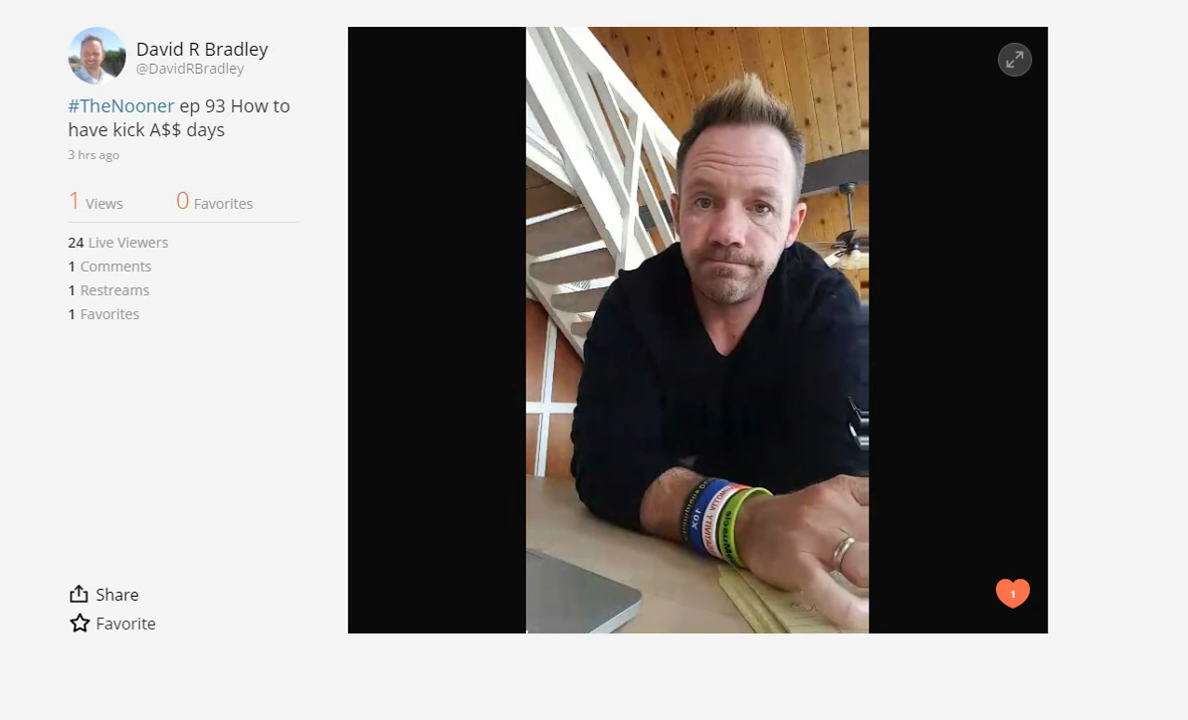 David R Bradley
@DavidRBradley
#TheNooner ep 93 How to
have kick A$$ days
3 hrs ago
1 Views 0 Favorites
24 Live Viewers
1 Comments
1 Restreams
1 Favorites
Share
Favorite
10X
1